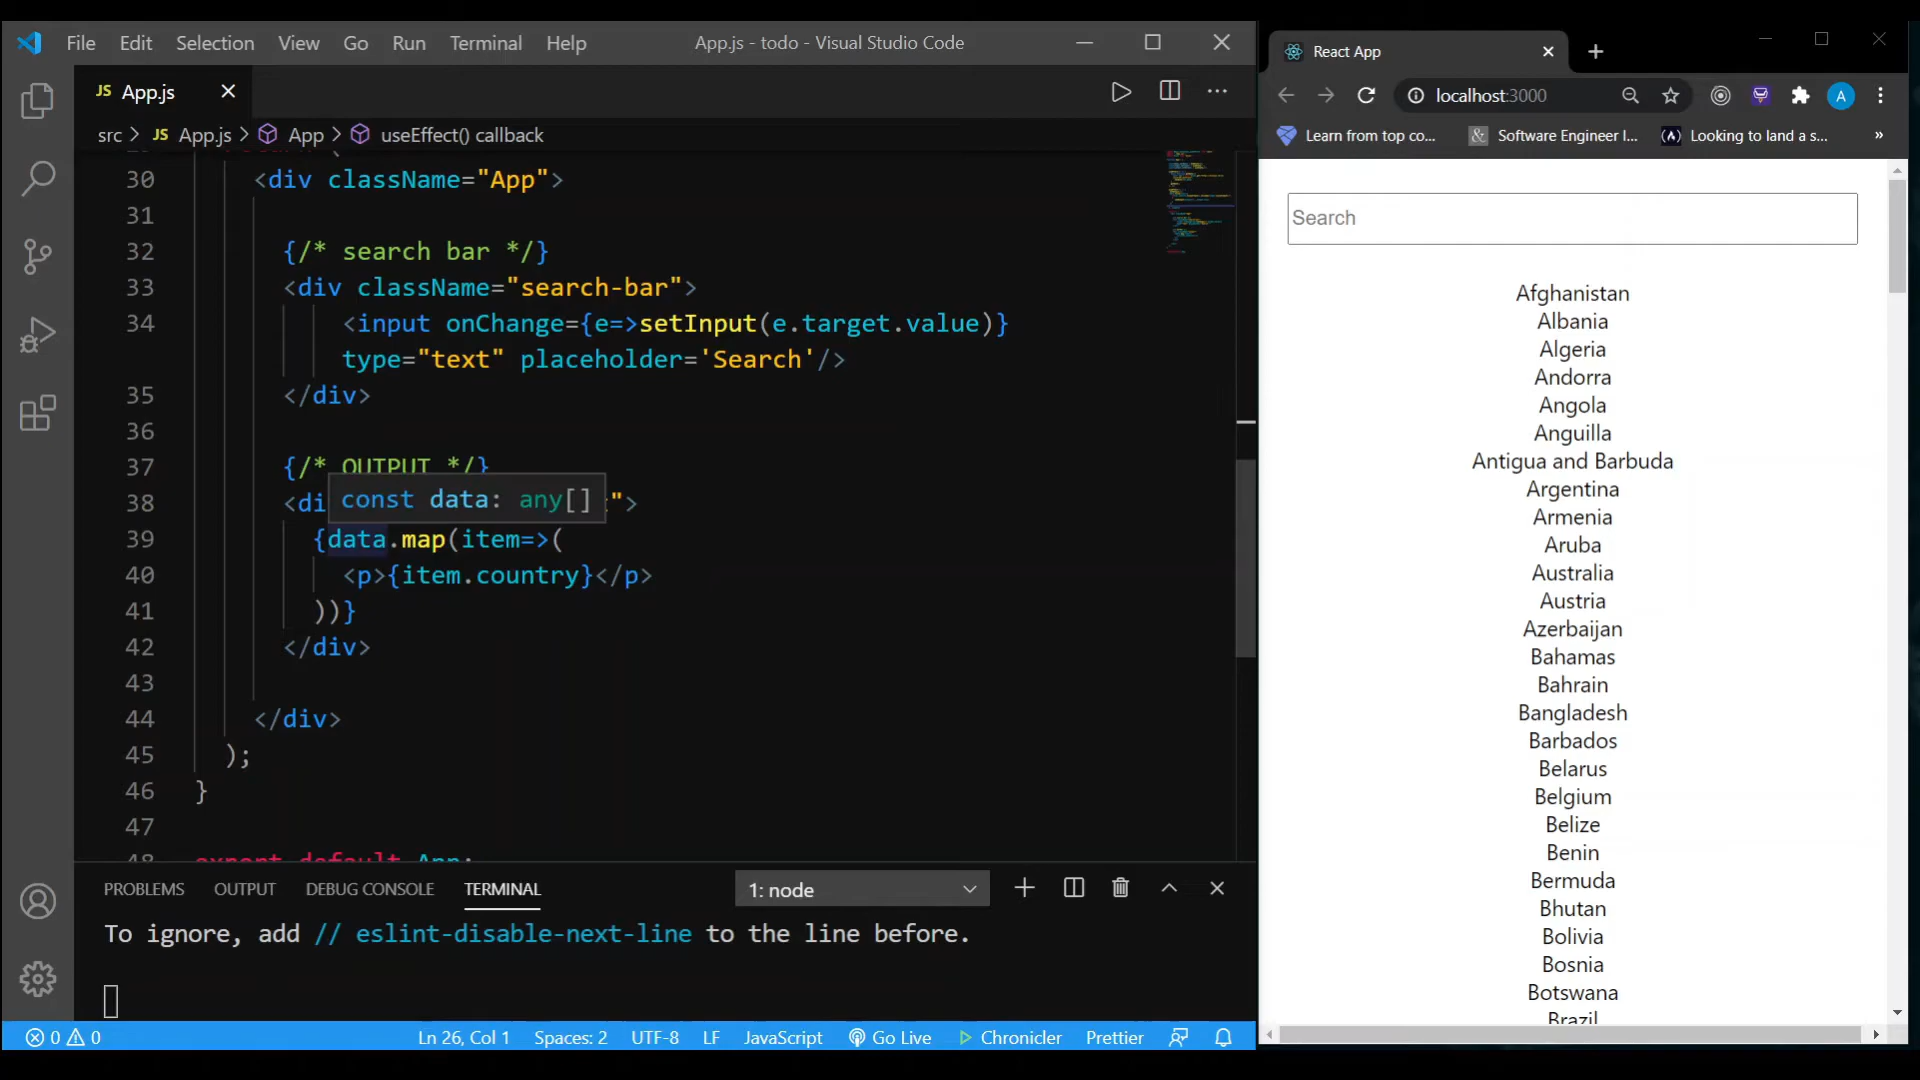 File Edit Selection View Go Run Terminal Help App.js - todo - Visual Studio Code
JS App.js
src > JS App.js > App > useEffect() callback
30 <div className="App">
31
32 {/* search bar */}
33 <div className="search-bar">
34 <input onChange={e=>setInput(e.target.value)}
type="text" placeholder='Search'/>
35 </div>
36
37 {/* OUTPUT */}
const data: any[]
38 <di ">
39 {data.map(item=>(
40 <p>{item.country}</p>
41 ))}
42 </div>
43
44 </div>
45 );
46 }
47
48 export default App;
PROBLEMS OUTPUT DEBUG CONSOLE TERMINAL 1: node
To ignore, add // eslint-disable-next-line to the line before.
0 0 Ln 26, Col 1 Spaces: 2 UTF-8 LF JavaScript Go Live Chronicler Prettier
React App
localhost:3000 A
Learn from top co... Software Engineer I... Looking to land a s... »
Search
Afghanistan
Albania
Algeria
Andorra
Angola
Anguilla
Antigua and Barbuda
Argentina
Armenia
Aruba
Australia
Austria
Azerbaijan
Bahamas
Bahrain
Bangladesh
Barbados
Belarus
Belgium
Belize
Benin
Bermuda
Bhutan
Bolivia
Bosnia
Botswana
Brazil